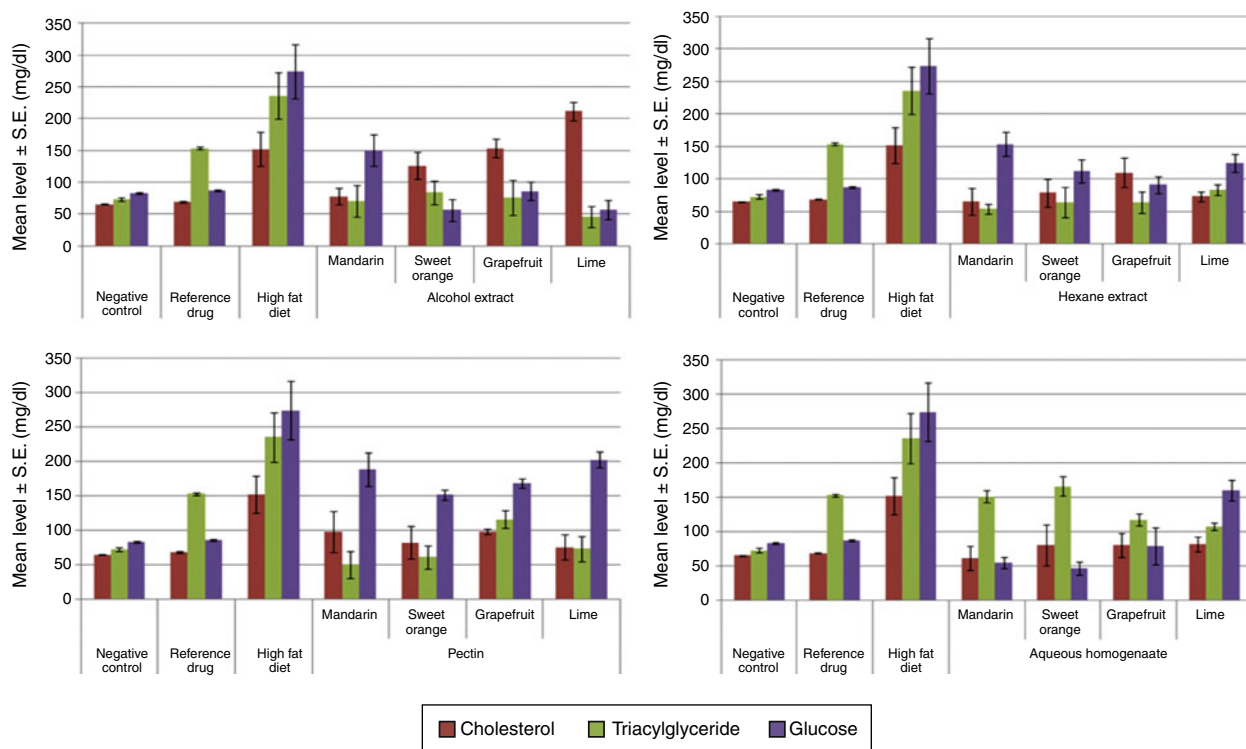 Mean level ± S.E. (mg/dl)
350
300
250
200
150
100
50
0
Mandarin
Sweet
orange
Grapefruit
Lime
Negative
control
Reference
drug
High fat
diet
Alcohol extract
Mean level ± S.E. (mg/dl)
350
300
250
200
150
100
50
0
Mandarin
Sweet
orange
Grapefruit
Lime
Negative
control
Reference
drug
High fat
diet
Hexane extract
Mean level ± S.E. (mg/dl)
350
300
250
200
150
100
50
0
Mandarin
Sweet
orange
Grapefruit
Lime
Negative
control
Reference
drug
High fat
diet
Pectin
Mean level ± S.E. (mg/dl)
350
300
250
200
150
100
50
0
Mandarin
Sweet
orange
Grapefruit
Lime
Negative
control
Reference
drug
High fat
diet
Aqueous homogenaate
Cholesterol Triacylglyceride Glucose